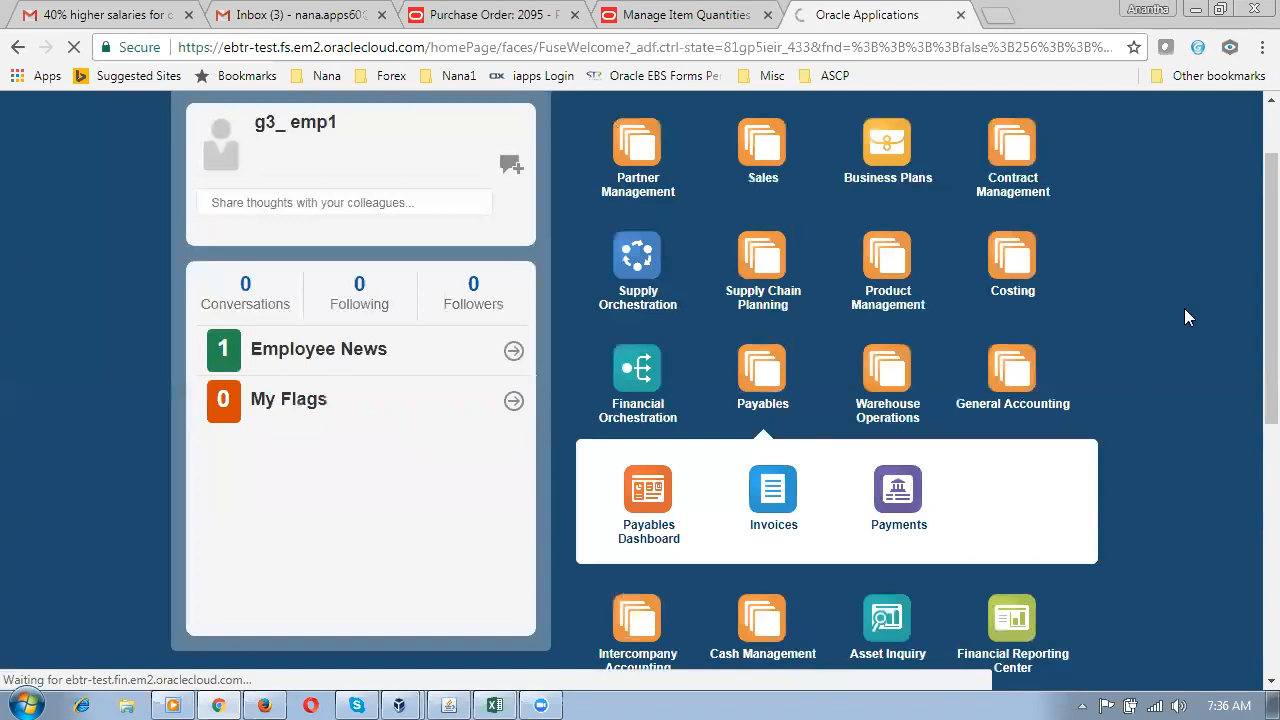 40% higher salaries for c
Inbox (3) - nana.apps60@
Purchase Order: 2095 - F
Manage Item Quantities
Oracle Applications
Anantha
Secure
https://ebtr-test.fs.em2.oraclecloud.com/homePage/faces/FuseWelcome?_adf.ctrl-state=81gp5ieir_433&fnd=%3B%3B%3B%3Bfalse%3B256%3B%3B%...
Apps
Suggested Sites
Bookmarks
Nana
Forex
Nana1
iapps Login
Oracle EBS Forms Pe
Misc
ASCP
Other bookmarks
g3_ emp1
Share thoughts with your colleagues...
0
0
0
Conversations
Following
Followers
1
Employee News
0
My Flags
Partner
Management
Sales
Business Plans
Contract
Management
Supply
Orchestration
Supply Chain
Planning
Product
Management
Costing
Financial
Orchestration
Payables
Warehouse
Operations
General Accounting
Payables
Dashboard
Invoices
Payments
Intercompany
Accounting
Cash Management
Asset Inquiry
Financial Reporting
Center
Waiting for ebtr-test.fin.em2.oraclecloud.com...
7:36 AM